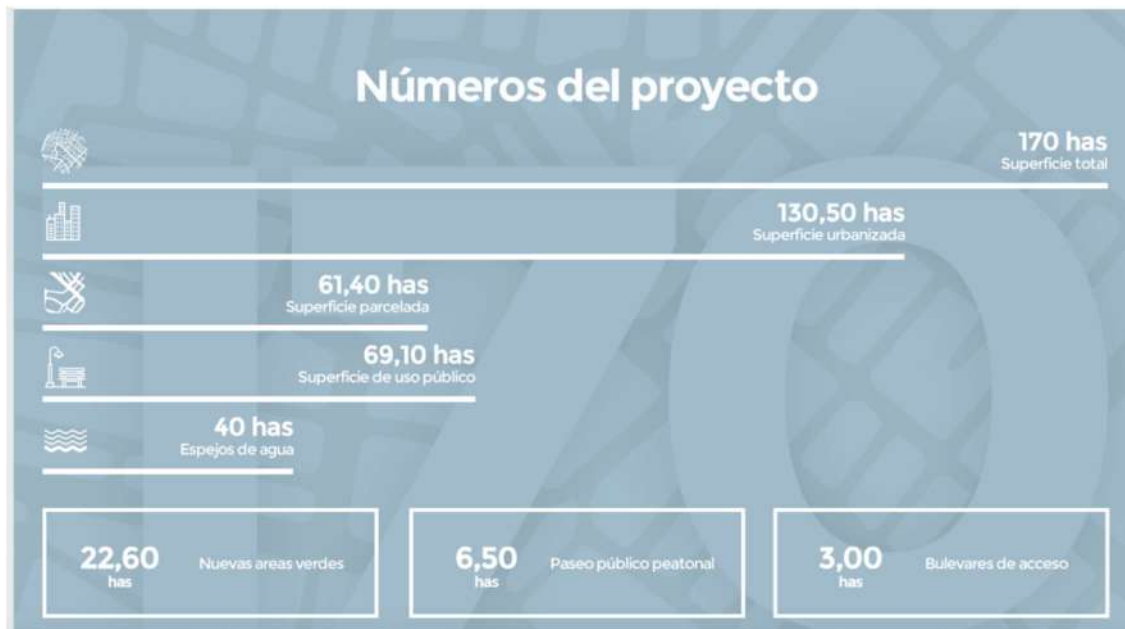 Números del proyecto
170 has
Superficie total
130,50 has
Superficie urbanizada
61,40 has
Superficie parcelada
69,10 has
Superficie de uso público
40 has
Espejos de agua
22,60
has
Nuevas areas verdes
6,50
has
Paseo público peatonal
3,00
has
Bulevares de acceso
170